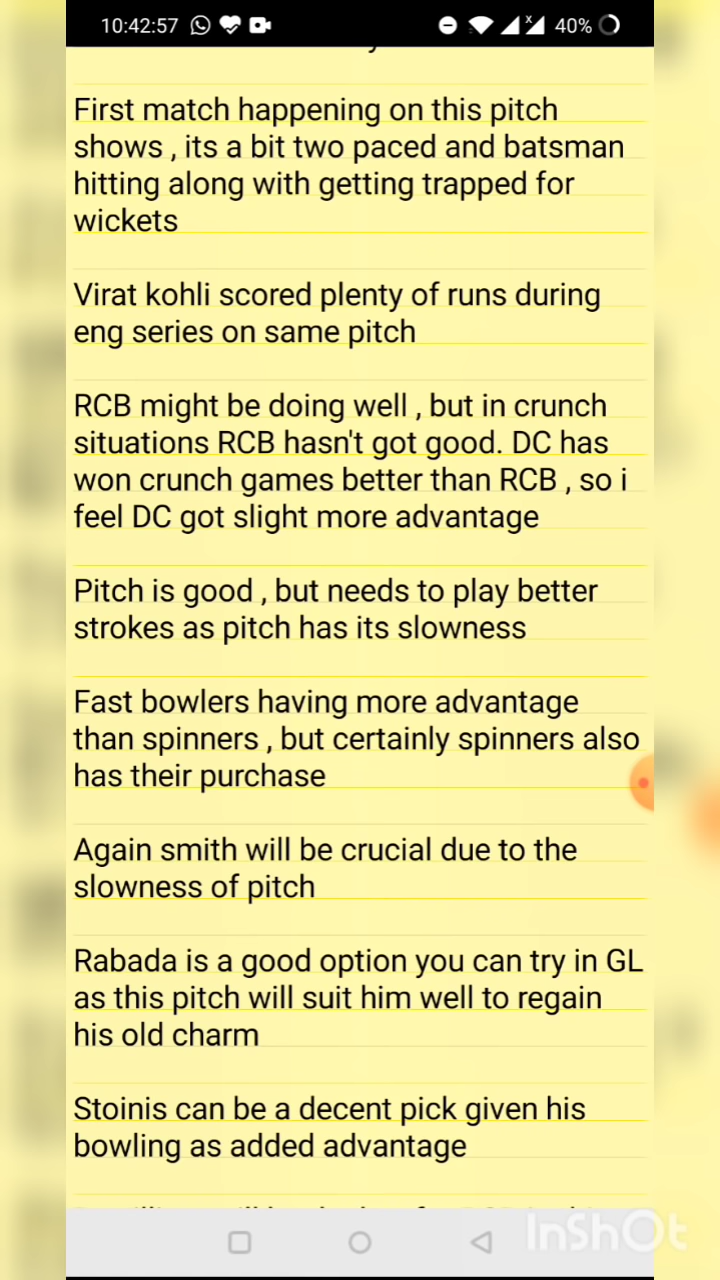 10:42:57
40%
First match happening on this pitch
shows , its a bit two paced and batsman
hitting along with getting trapped for
wickets
Virat kohli scored plenty of runs during
eng series on same pitch
RCB might be doing well , but in crunch
situations RCB hasn't got good. DC has
won crunch games better than RCB , so i
feel DC got slight more advantage
Pitch is good , but needs to play better
strokes as pitch has its slowness
Fast bowlers having more advantage
than spinners , but certainly spinners also
has their purchase
Again smith will be crucial due to the
slowness of pitch
Rabada is a good option you can try in GL
as this pitch will suit him well to regain
his old charm
Stoinis can be a decent pick given his
bowling as added advantage
InShOt